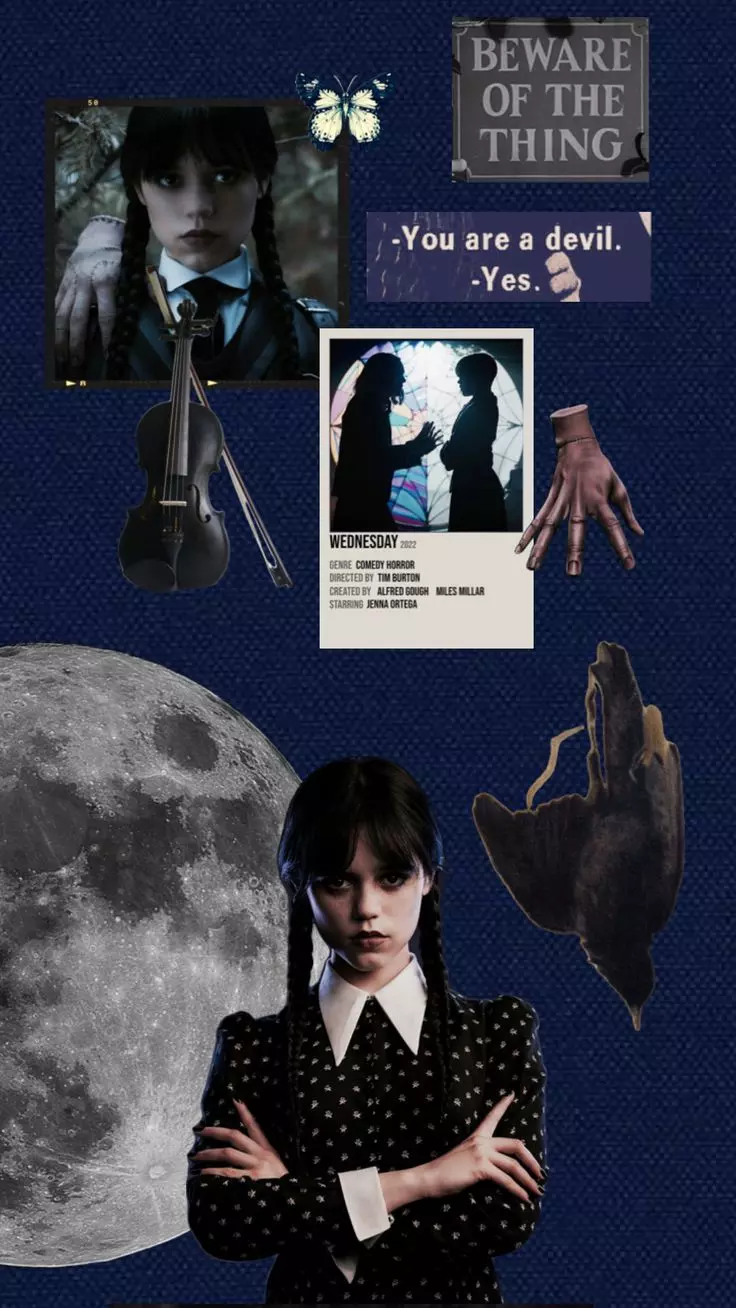 50
BEWARE
OF THE
THING
-You are a devil.
-Yes.
WEDNESDAY 2022
GENRE COMEDY HORROR
DIRECTED BY TIM BURTON
CREATED BY ALFRED GOUGH MILES MILLAR
STARRING JENNA ORTEGA